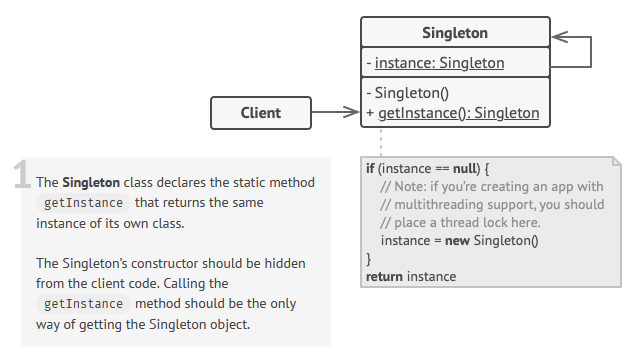 Singleton
- instance: Singleton
- Singleton()
+ getInstance(): Singleton
Client
1
The Singleton class declares the static method
getInstance that returns the same
instance of its own class.
The Singleton’s constructor should be hidden
from the client code. Calling the
getInstance method should be the only
way of getting the Singleton object.
if (instance == null) {
// Note: if you’re creating an app with
// multithreading support, you should
// place a thread lock here.
instance = new Singleton()
}
return instance